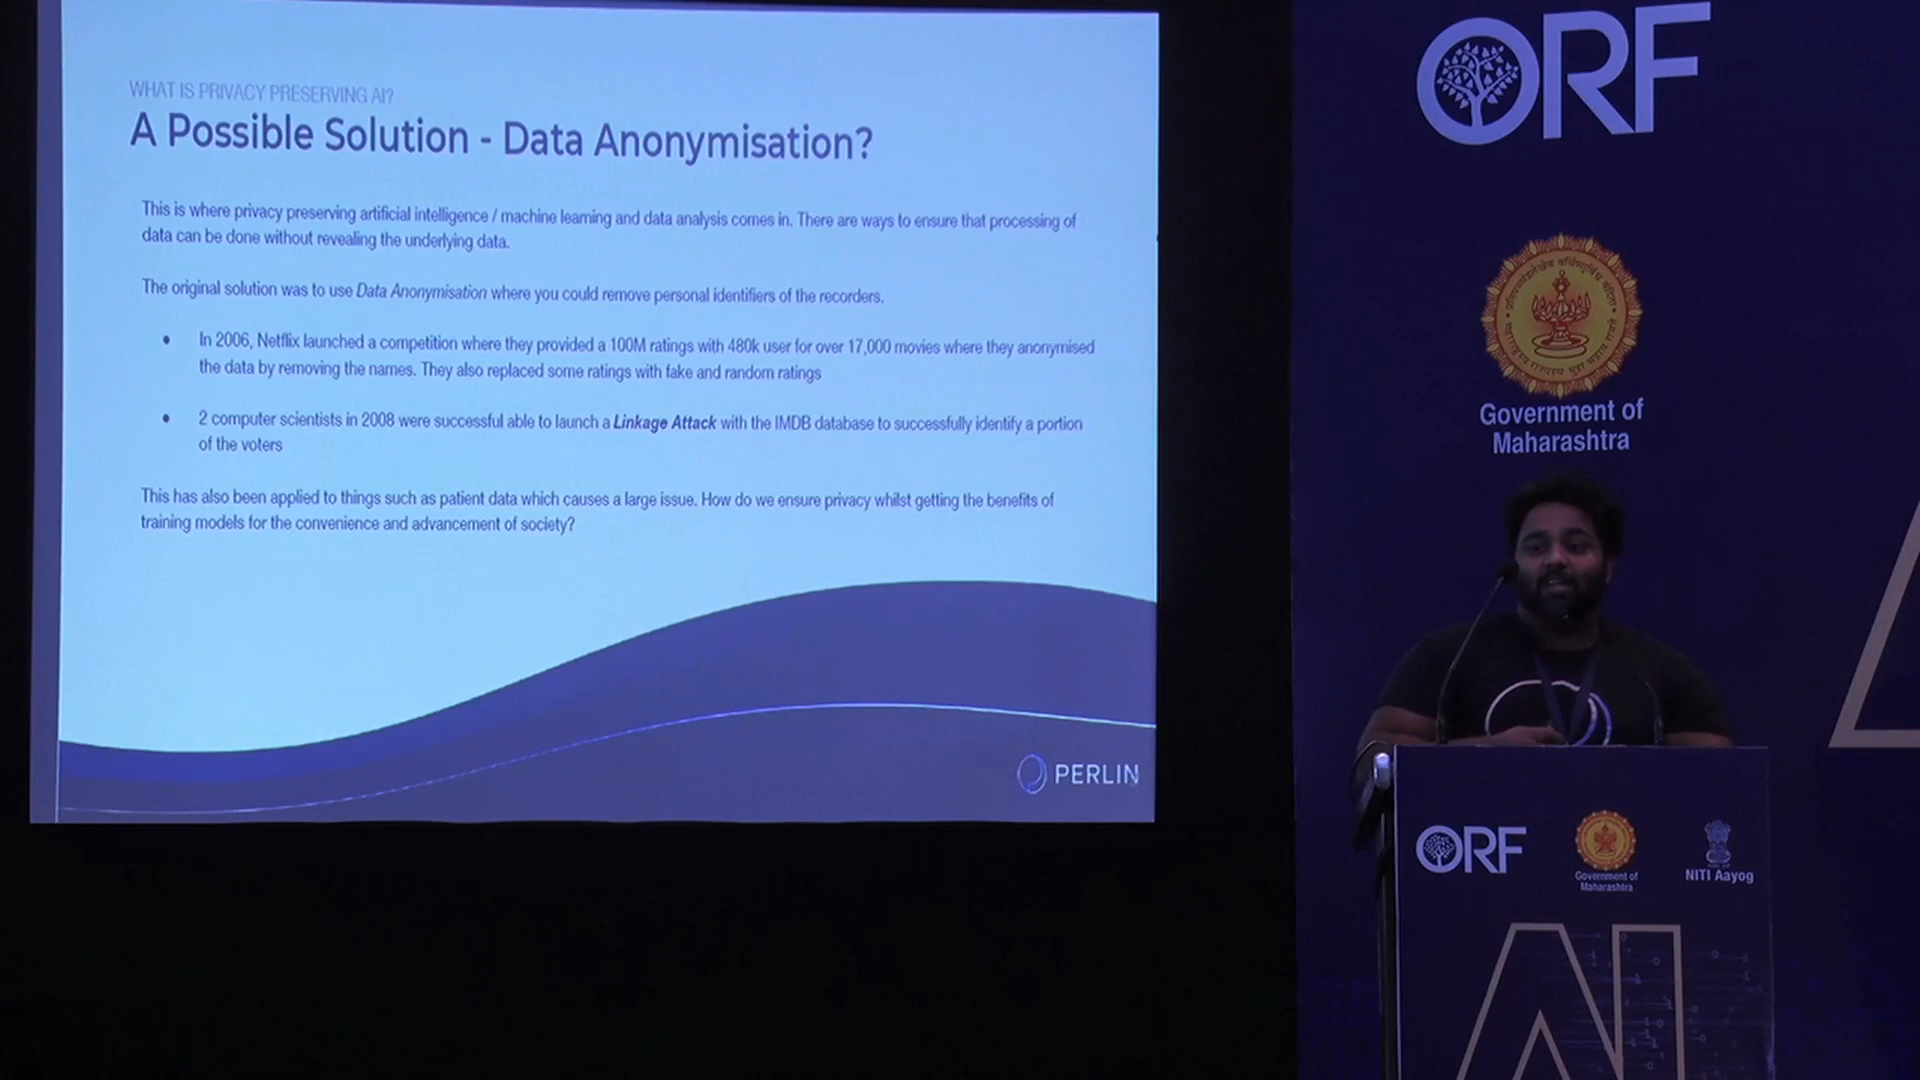 WHAT IS PRIVACY PRESERVING AI?
A Possible Solution - Data Anonymisation?
This is where privacy preserving artificial intelligence / machine learning and data analysis comes in. There are ways to ensure that processing of
data can be done without revealing the underlying data.
The original solution was to use Data Anonymisation where you could remove personal identifiers of the recorders.
• In 2006, Netflix launched a competition where they provided a 100M ratings with 480k user for over 17,000 movies where they anonymised
the data by removing the names. They also replaced some ratings with fake and random ratings
• 2 computer scientists in 2008 were successful able to launch a Linkage Attack with the IMDB database to successfully identify a portion
of the voters
This has also been applied to things such as patient data which causes a large issue. How do we ensure privacy whilst getting the benefits of
training models for the convenience and advancement of society?
PERLIN
ORF
Government of
Maharashtra
ORF
Government of
Maharashtra
NITI Aayog
AI